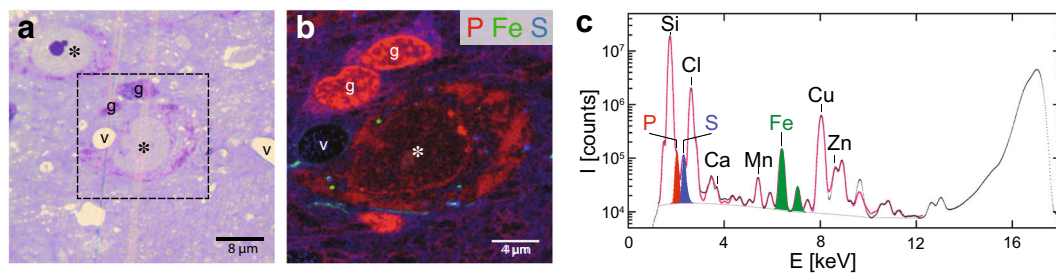 a
*
g
g
v
*
v
8 µm
b
P Fe S
g
g
v
*
4 µm
c
I [counts]
10⁷
10⁶
10⁵
10⁴
Si
Cl
P
S
Ca
Mn
Fe
Cu
Zn
0 4 8 12 16
E [keV]